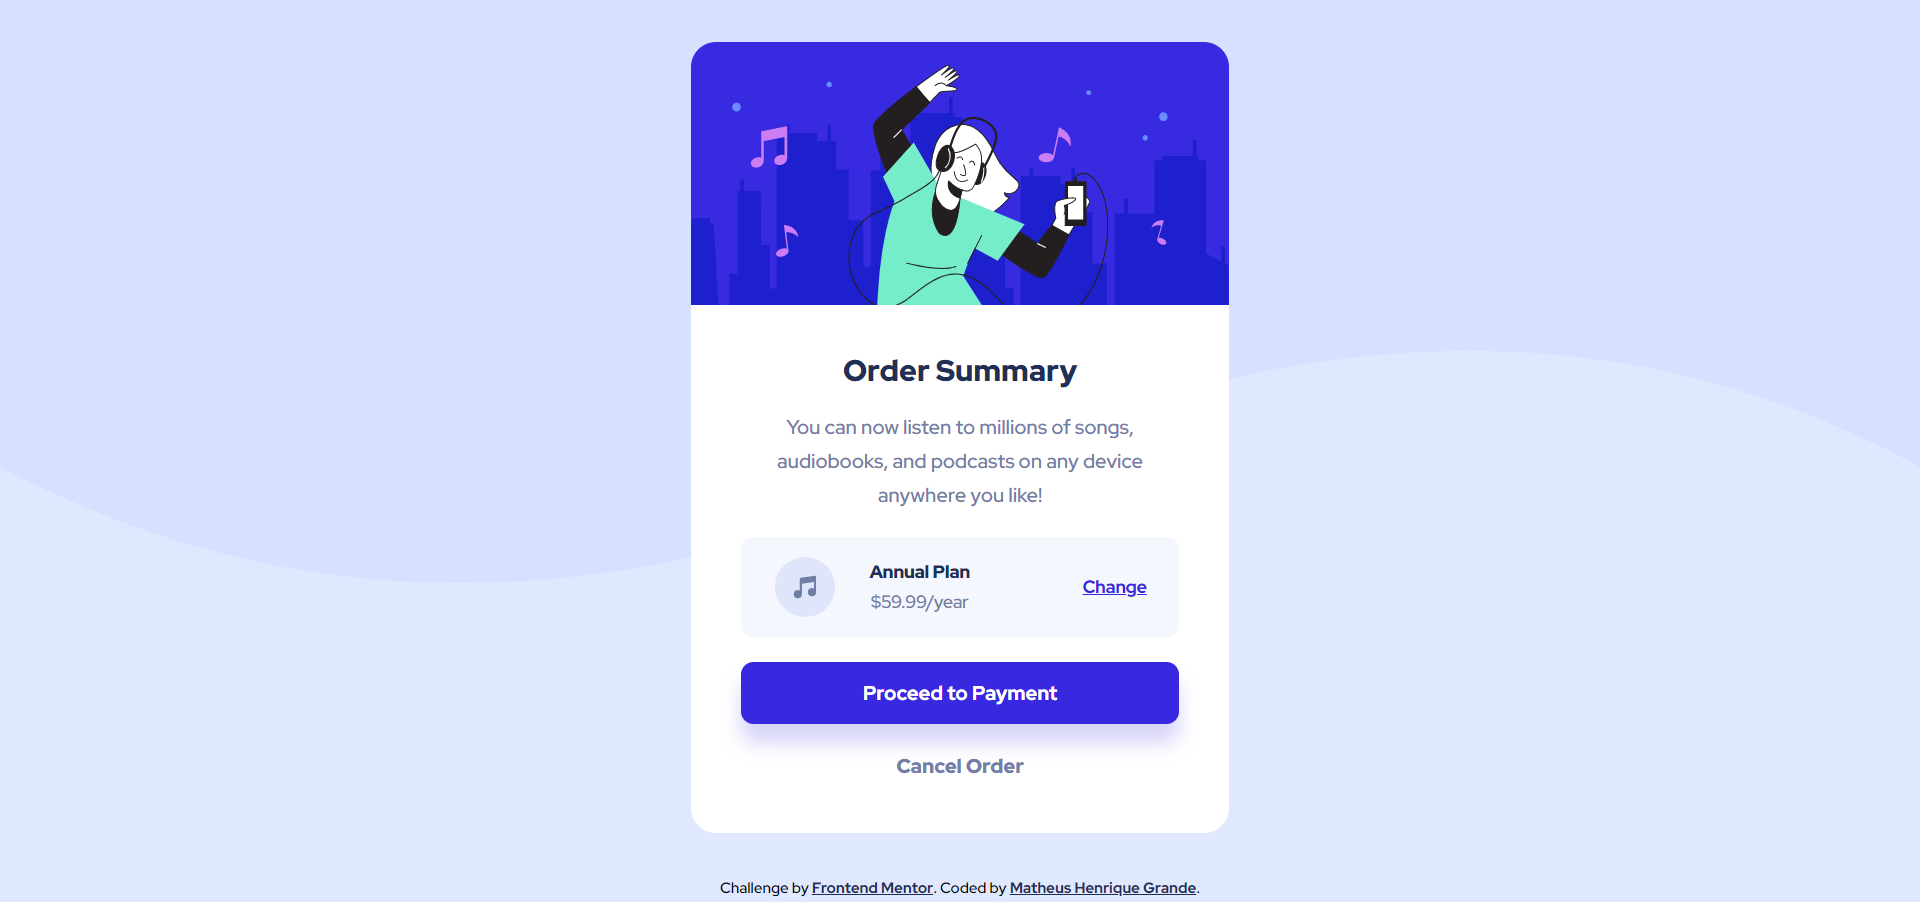 Order Summary
You can now listen to millions of songs,
audiobooks, and podcasts on any device
anywhere you like!
Annual Plan
$59.99/year
Change
Proceed to Payment
Cancel Order
Challenge by Frontend Mentor. Coded by Matheus Henrique Grande.